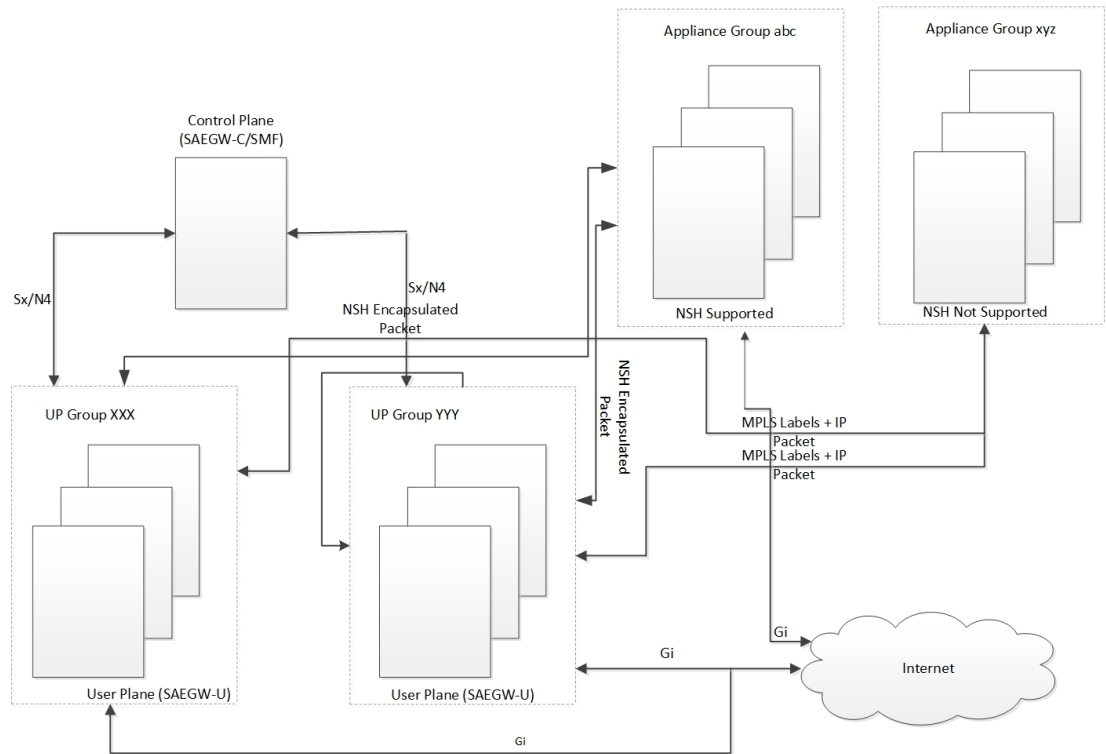 Appliance Group abc
Appliance Group xyz
Control Plane
(SAEGW-C/SMF)
Sx/N4
Sx/N4
NSH Encapsulated
Packet
NSH Supported
NSH Not Supported
NSH Encapsulated
Packet
UP Group XXX
UP Group YYY
MPLS Labels + IP
Packet
MPLS Labels + IP
Packet
Gi
Gi
Internet
User Plane (SAEGW-U)
User Plane (SAEGW-U)
Gi